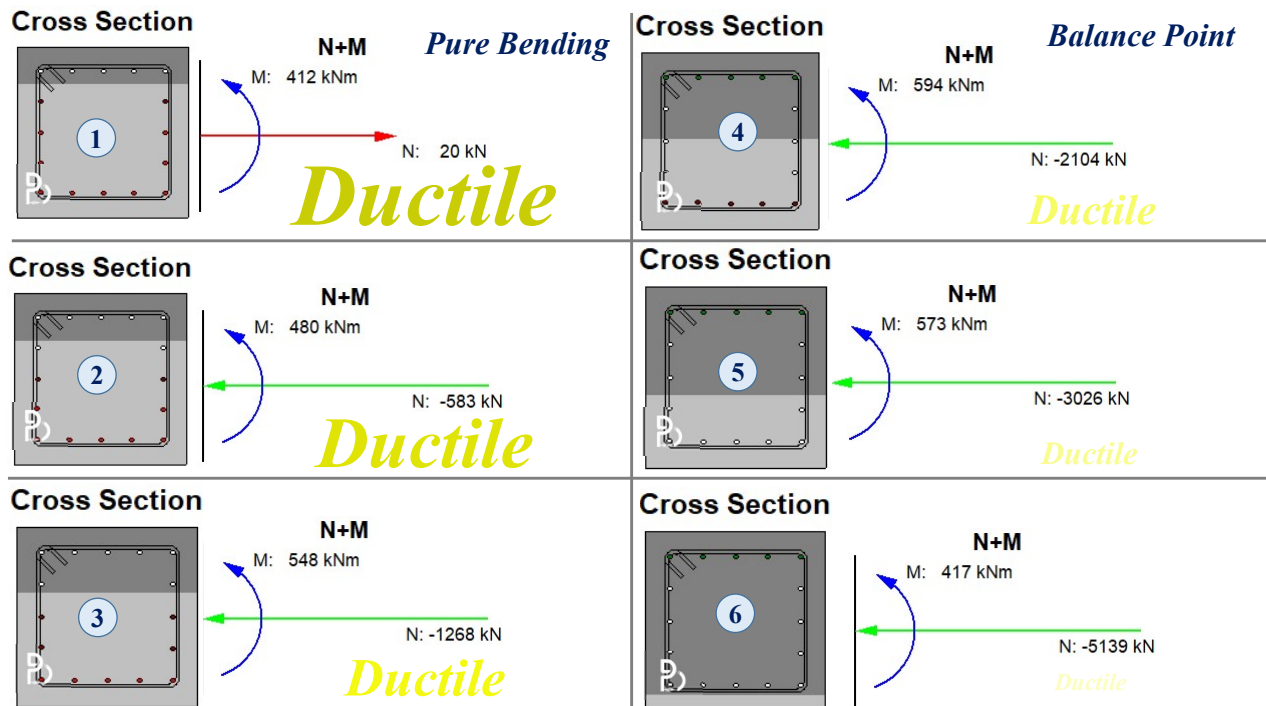 Cross Section
Pure Bending
N+M
M: 412 kNm
1
N: 20 kN
Ductile
Cross Section
Balance Point
N+M
M: 594 kNm
4
N: -2104 kN
Ductile
Cross Section
N+M
M: 480 kNm
2
N: -583 kN
Ductile
Cross Section
N+M
M: 573 kNm
5
N: -3026 kN
Ductile
Cross Section
N+M
M: 548 kNm
3
N: -1268 kN
Ductile
Cross Section
N+M
M: 417 kNm
6
N: -5139 kN
Ductile